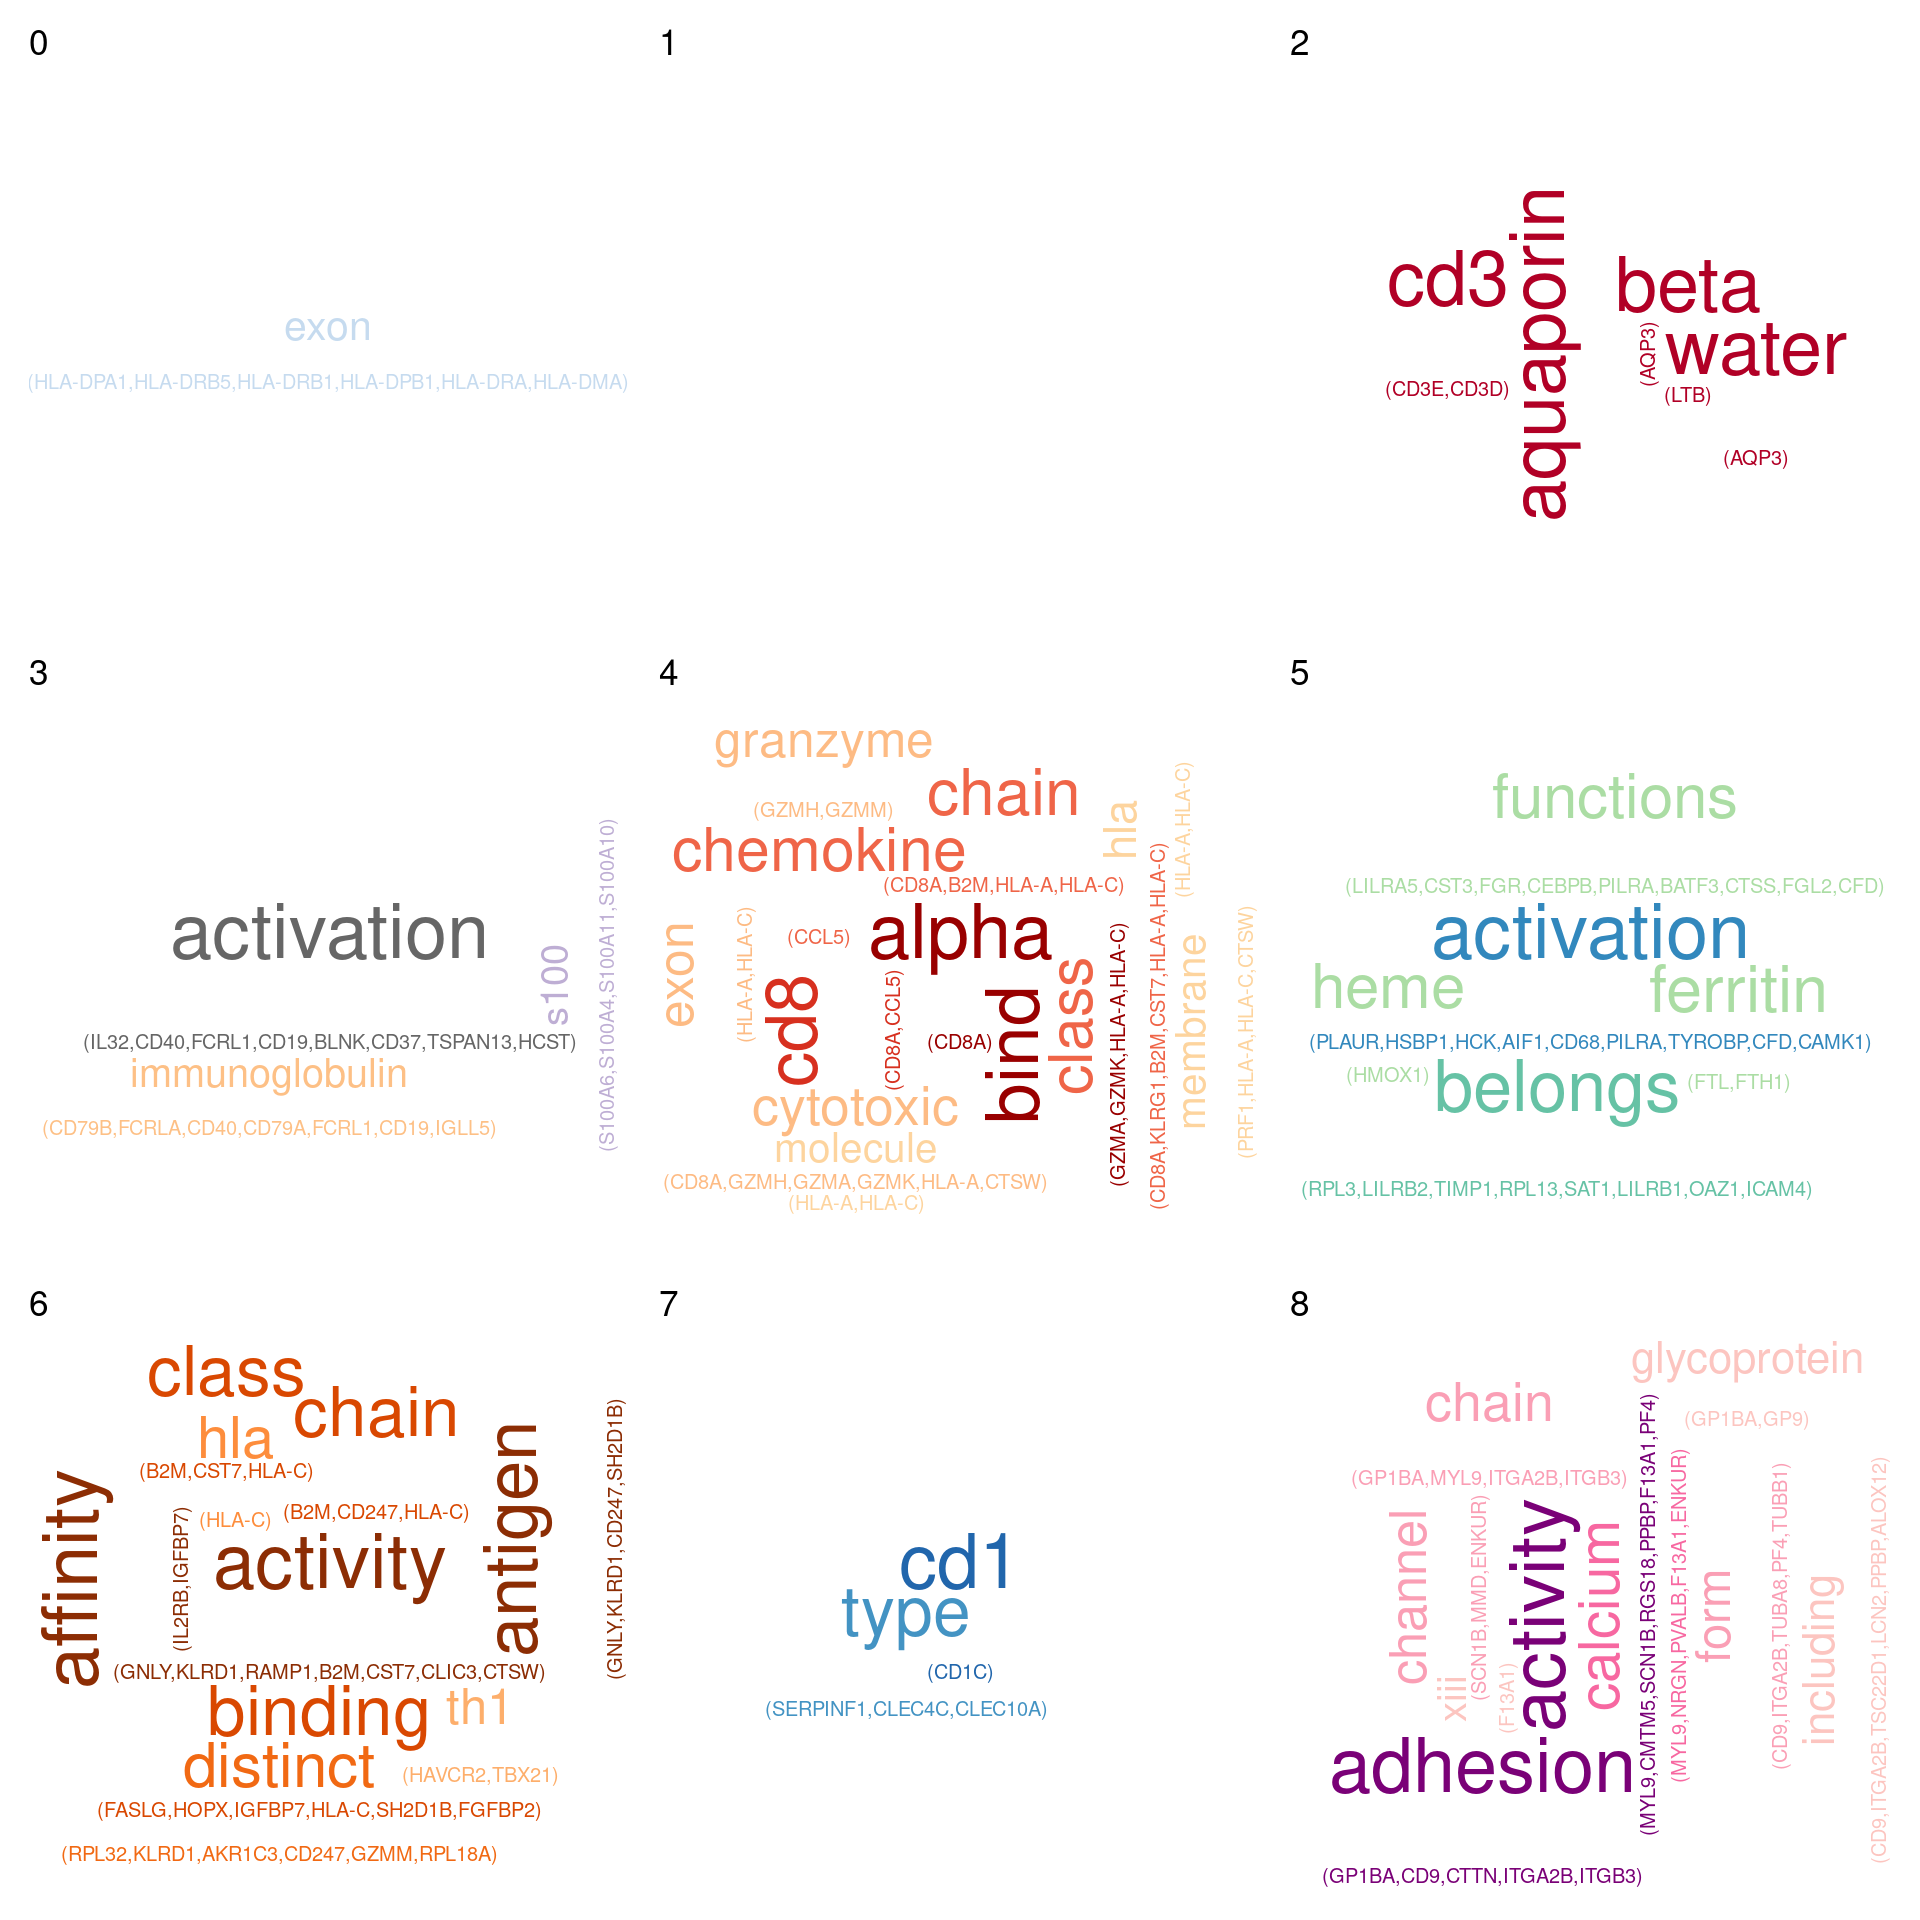 0
exon
(HLA-DPA1,HLA-DRB5,HLA-DRB1,HLA-DPB1,HLA-DRA,HLA-DMA)
1
2
cd3
(CD3E,CD3D)
aquaporin
beta
(AQP3)
water
(LTB)
(AQP3)
3
activation
s100
(S100A6,S100A4,S100A11,S100A10)
(IL32,CD40,FCRL1,CD19,BLNK,CD37,TSPAN13,HCST)
immunoglobulin
(CD79B,FCRLA,CD40,CD79A,FCRL1,CD19,IGLL5)
4
granzyme
(GZMH,GZMM)
chain
hla
(HLA-A,HLA-C)
chemokine
(CD8A,B2M,HLA-A,HLA-C)
exon
(HLA-A,HLA-C)
(CCL5)
alpha
cd8
(CD8A,CCL5)
(CD8A)
bind
class
(GZMA,GZMK,HLA-A,HLA-C)
(CD8A,KLRG1,B2M,CST7,HLA-A,HLA-C)
membrane
(PRF1,HLA-A,HLA-C,CTSW)
cytotoxic
molecule
(CD8A,GZMH,GZMA,GZMK,HLA-A,CTSW)
(HLA-A,HLA-C)
5
functions
(LILRA5,CST3,FGR,CEBPB,PILRA,BATF3,CTSS,FGL2,CFD)
activation
heme
ferritin
(PLAUR,HSBP1,HCK,AIF1,CD68,PILRA,TYROBP,CFD,CAMK1)
(HMOX1)
belongs
(FTL,FTH1)
(RPL3,LILRB2,TIMP1,RPL13,SAT1,LILRB1,OAZ1,ICAM4)
6
class
chain
hla
(B2M,CST7,HLA-C)
affinity
(IL2RB,IGFBP7)
(HLA-C)
(B2M,CD247,HLA-C)
activity
antigen
(GNLY,KLRD1,CD247,SH2D1B)
(GNLY,KLRD1,RAMP1,B2M,CST7,CLIC3,CTSW)
binding
th1
distinct
(HAVCR2,TBX21)
(FASLG,HOPX,IGFBP7,HLA-C,SH2D1B,FGFBP2)
(RPL32,KLRD1,AKR1C3,CD247,GZMM,RPL18A)
7
cd1
type
(CD1C)
(SERPINF1,CLEC4C,CLEC10A)
8
glycoprotein
chain
(GP1BA,GP9)
(GP1BA,MYL9,ITGA2B,ITGB3)
channel
xiii
(SCN1B,MMD,ENKUR)
(F13A1)
activity
calcium
(MYL9,CMTM5,SCN1B,RGS18,PPBP,F13A1,PF4)
(MYL9,NRGN,PVALB,F13A1,ENKUR)
form
(CD9,ITGA2B,TUBA8,PF4,TUBB1)
including
(CD9,ITGA2B,TSC22D1,LCN2,PPBP,ALOX12)
adhesion
(GP1BA,CD9,CTTN,ITGA2B,ITGB3)